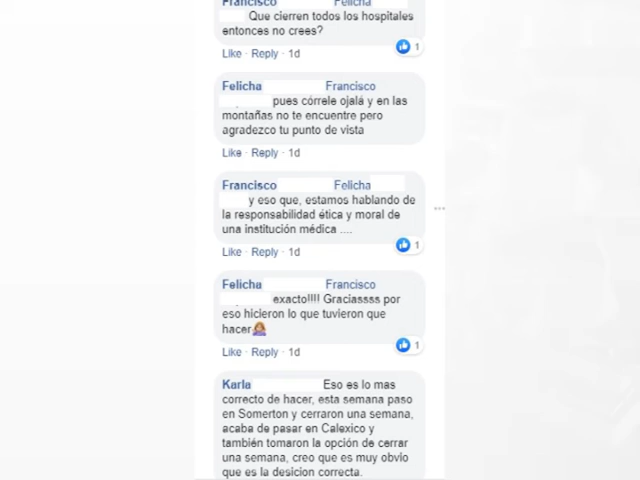 Francisco Felicha
Que cierren todos los hospitales
entonces no crees?
1
Like · Reply · 1d
Felicha Francisco
pues córrele ojalá y en las
montañas no te encuentre pero
agradezco tu punto de vista
Like · Reply · 1d
Francisco Felicha
y eso que, estamos hablando de
la responsabilidad ética y moral de
una institución médica ....
1
Like · Reply · 1d
Felicha Francisco
exacto!!!! Graciassss por
eso hicieron lo que tuvieron que
hacer🤷🏼‍♀️
1
Like · Reply · 1d
Karla Eso es lo mas
correcto de hacer, esta semana paso
en Somerton y cerraron una semana,
acaba de pasar en Calexico y
también tomaron la opción de cerrar
una semana, creo que es muy obvio
que es la desicion correcta.